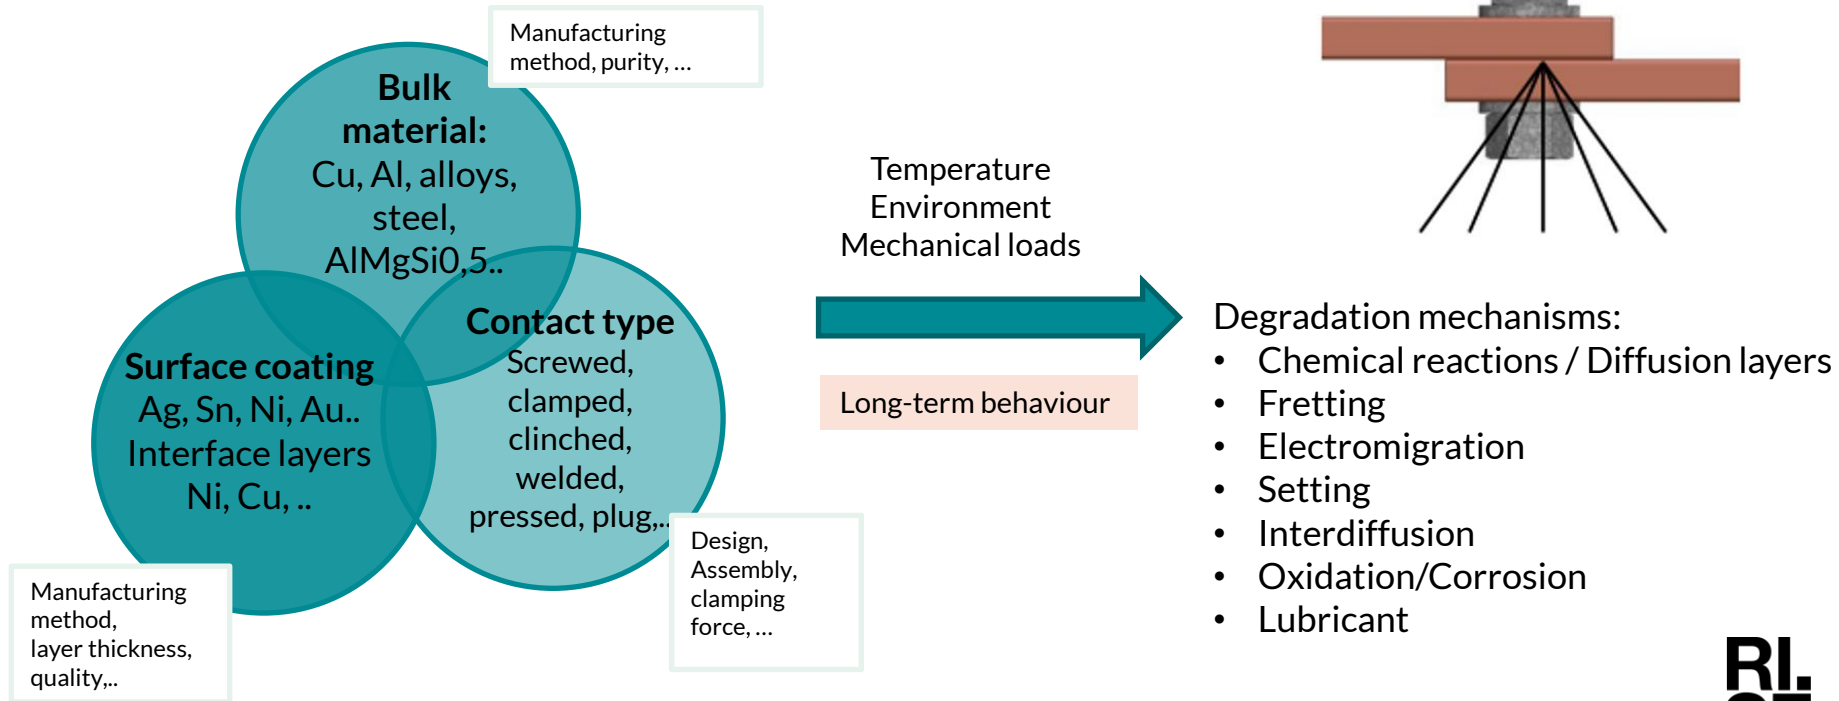 Manufacturing
method, purity, ...
Bulk
material:
Cu, Al, alloys,
steel,
AlMgSi0,5..
Contact type
Screwed,
clamped,
clinched,
welded,
pressed, plug,..
Surface coating
Ag, Sn, Ni, Au..
Interface layers
Ni, Cu, ..
Manufacturing
method,
layer thickness,
quality,..
Design,
Assembly,
clamping
force, ...
Temperature
Environment
Mechanical loads
Long-term behaviour
Degradation mechanisms:
• Chemical reactions / Diffusion layers
• Fretting
• Electromigration
• Setting
• Interdiffusion
• Oxidation/Corrosion
• Lubricant
RI.